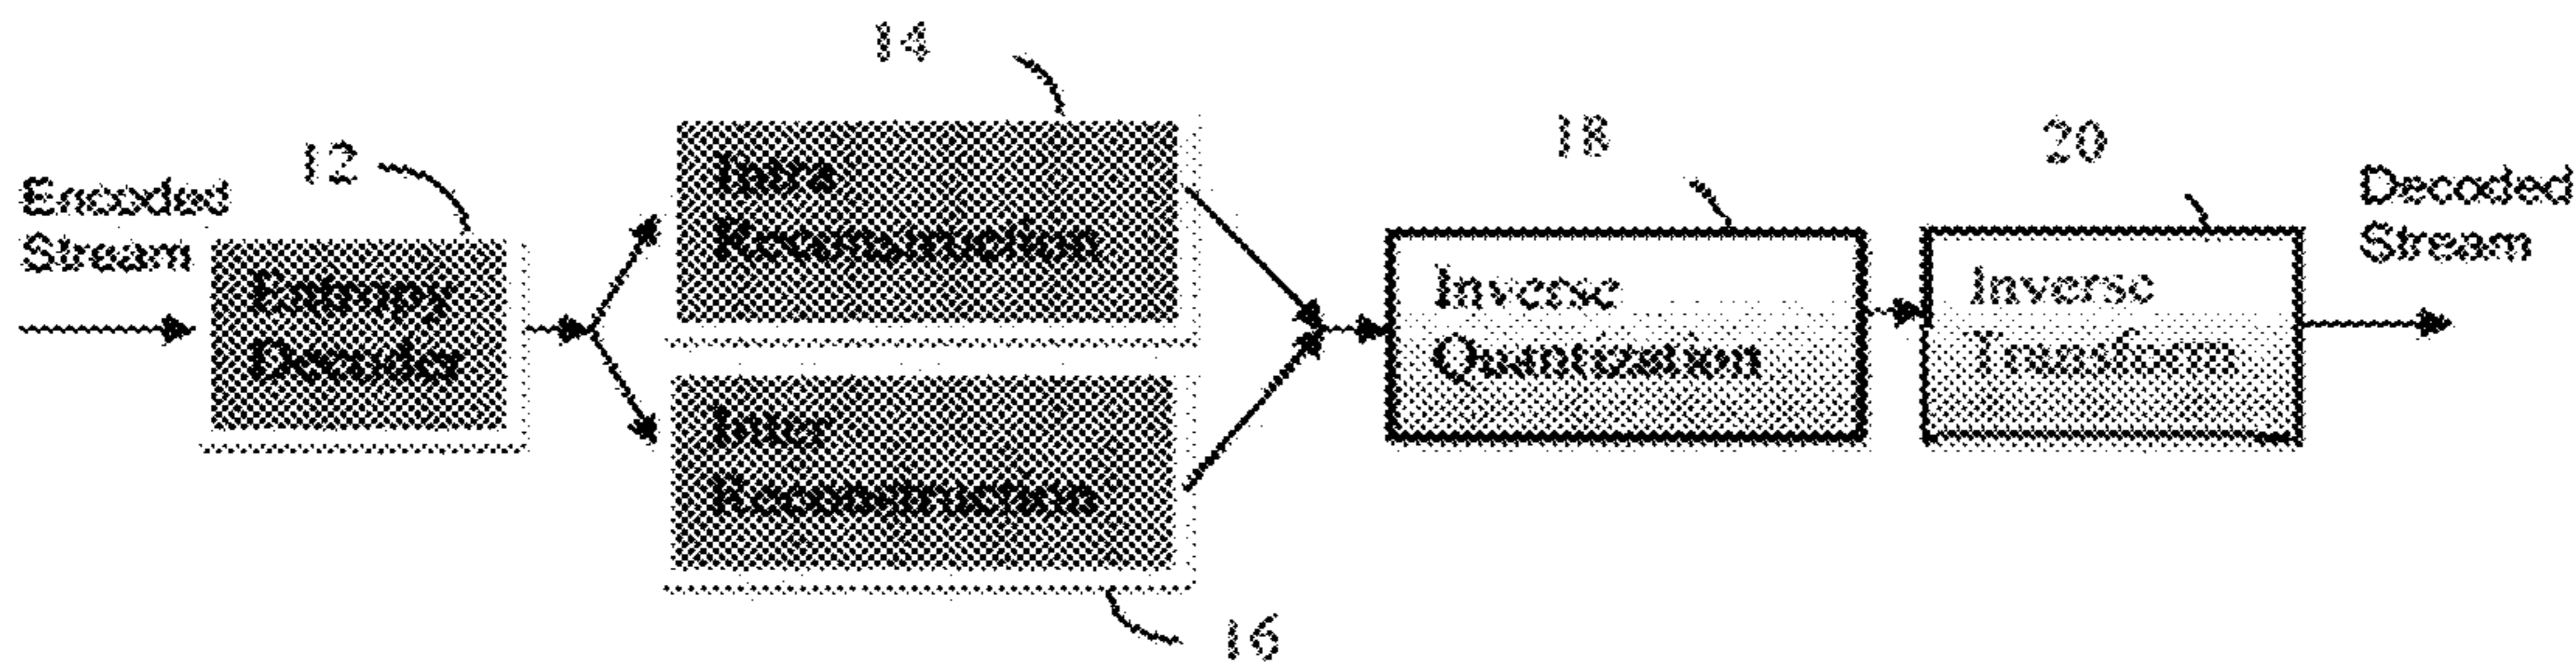 Encoded
Stream
12
Entropy
Decoder
14
Intra
Reconstruction
Inter
Reconstruction
16
18
Inverse
Quantization
20
Inverse
Transform
Decoded
Stream